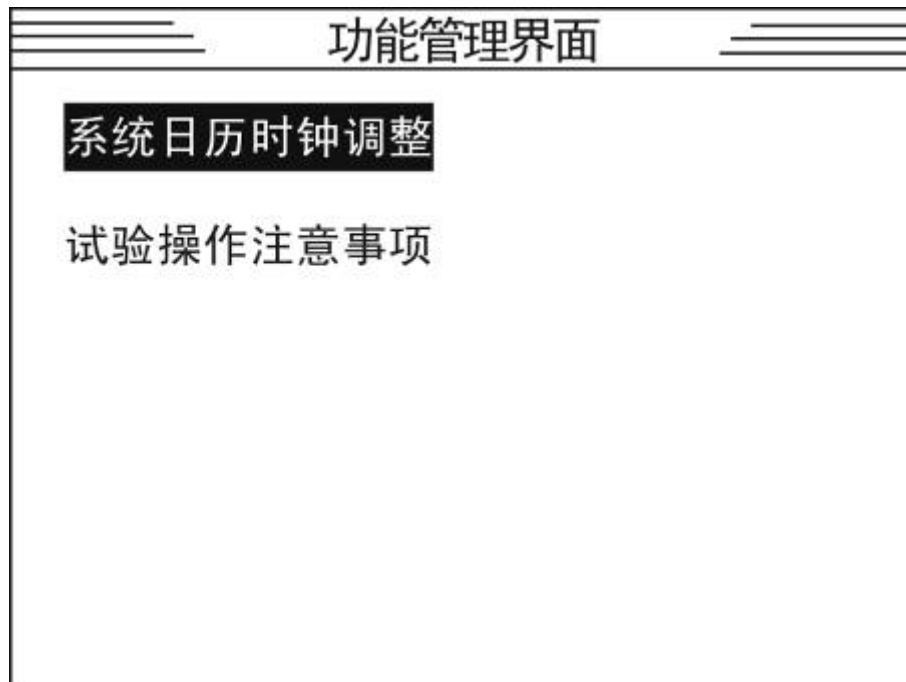 功能管理界面
系统日历时钟调整
试验操作注意事项